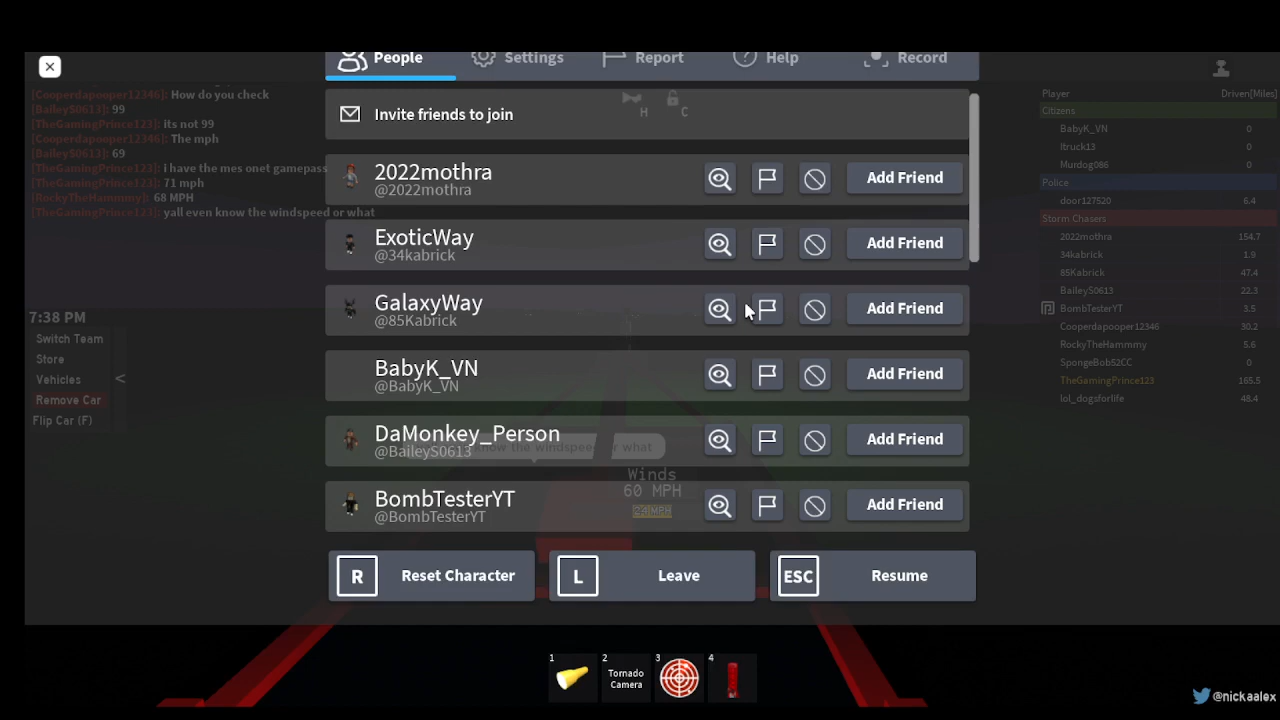 People
Settings
Report
Help
Record
Invite friends to join
[Cooperdapooper12346]: How do you check
[BaileyS0613]: 99
[TheGamingPrince123]: its not 99
[Cooperdapooper12346]: The mph
[BaileyS0613]: 69
[TheGamingPrince123]: i have the mes onet gamepass
[TheGamingPrince123]: 71 mph
[RockyTheHammmy]: 68 MPH
[TheGamingPrince123]: yall even know the windspeed or what
H
C
2022mothra
@2022mothra
Add Friend
ExoticWay
@34kabrick
Add Friend
GalaxyWay
@85Kabrick
Add Friend
BabyK_VN
@BabyK_VN
Add Friend
DaMonkey_Person
@BaileyS0613
Add Friend
know the windspeed or what
Winds
60 MPH
BombTesterYT
@BombTesterYT
Add Friend
7:38 PM
Switch Team
Store
Vehicles
<
Remove Car
Flip Car (F)
Player Driven[Miles]
Citizens
BabyK_VN 0
ltruck13 0
Murdog086 0
Police
door127520 6.4
Storm Chasers
2022mothra 154.7
34kabrick 1.9
85Kabrick 47.4
BaileyS0613 22.3
BombTesterYT 3.5
Cooperdapooper12346 30.2
RockyTheHammmy 5.6
SpongeBob52CC 0
TheGamingPrince123 165.5
lol_dogsforlife 48.4
R Reset Character
L Leave
ESC Resume
1
2 Tornado
Camera
3
4
@nickaalex